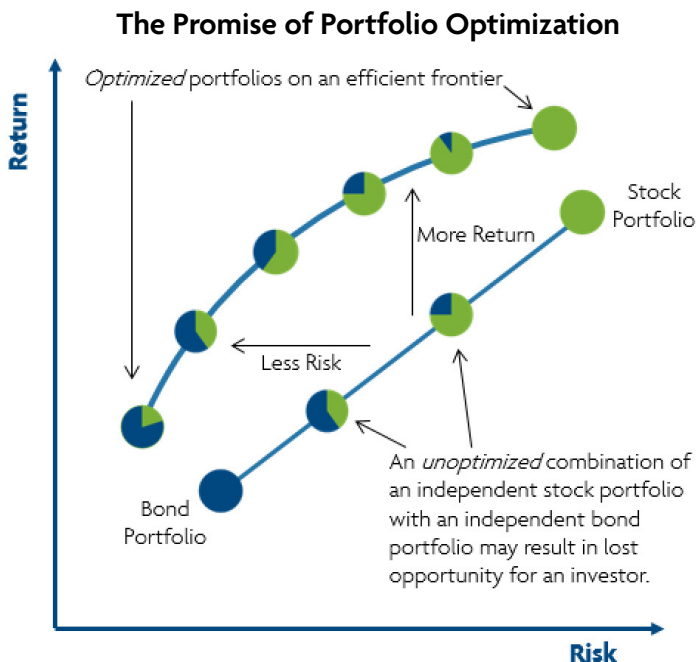 The Promise of Portfolio Optimization
Optimized portfolios on an efficient frontier
Return
Stock
Portfolio
More Return
Less Risk
An unoptimized combination of
an independent stock portfolio
with an independent bond
portfolio may result in lost
opportunity for an investor.
Bond
Portfolio
Risk